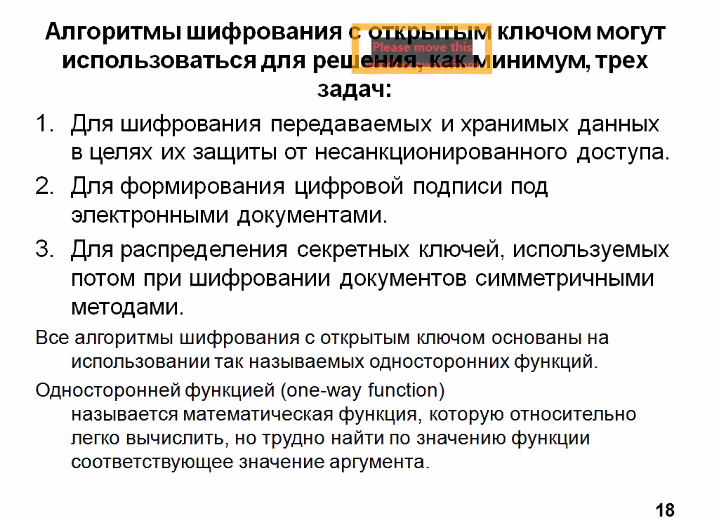 Алгоритмы шифрования с открытым ключом могут
Please move this
использоваться для решения, как минимум, трех
задач:
1. Для шифрования передаваемых и хранимых данных
в целях их защиты от несанкционированного доступа.
2. Для формирования цифровой подписи под
электронными документами.
3. Для распределения секретных ключей, используемых
потом при шифровании документов симметричными
методами.
Все алгоритмы шифрования с открытым ключом основаны на
использовании так называемых односторонних функций.
Односторонней функцией (one-way function)
называется математическая функция, которую относительно
легко вычислить, но трудно найти по значению функции
соответствующее значение аргумента.
18